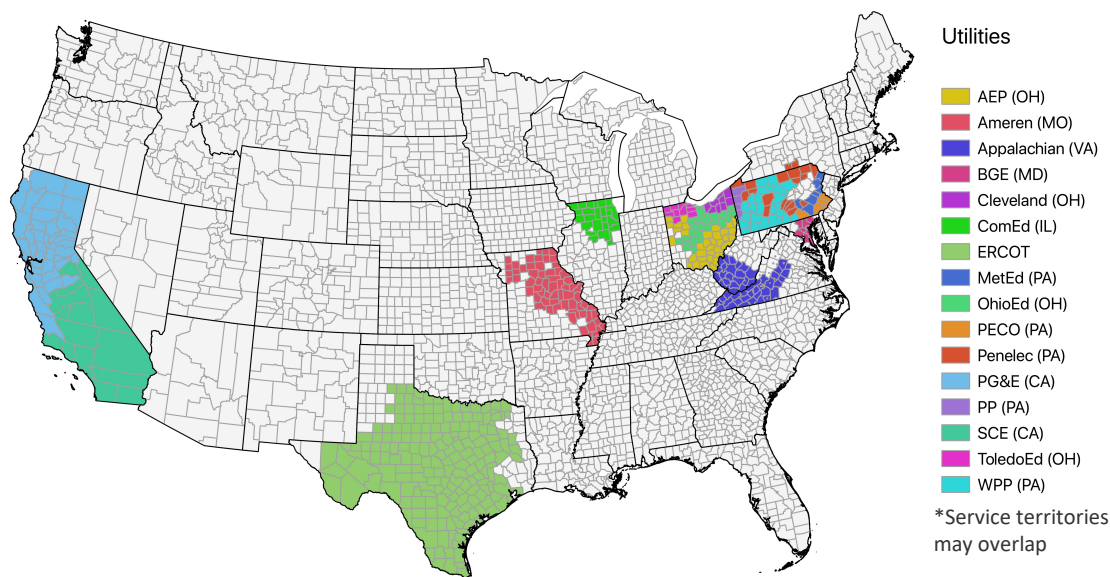 Utilities
AEP (OH)
Ameren (MO)
Appalachian (VA)
BGE (MD)
Cleveland (OH)
ComEd (IL)
ERCOT
MetEd (PA)
OhioEd (OH)
PECO (PA)
Penelec (PA)
PG&E (CA)
PP (PA)
SCE (CA)
ToledoEd (OH)
WPP (PA)
*Service territories
may overlap